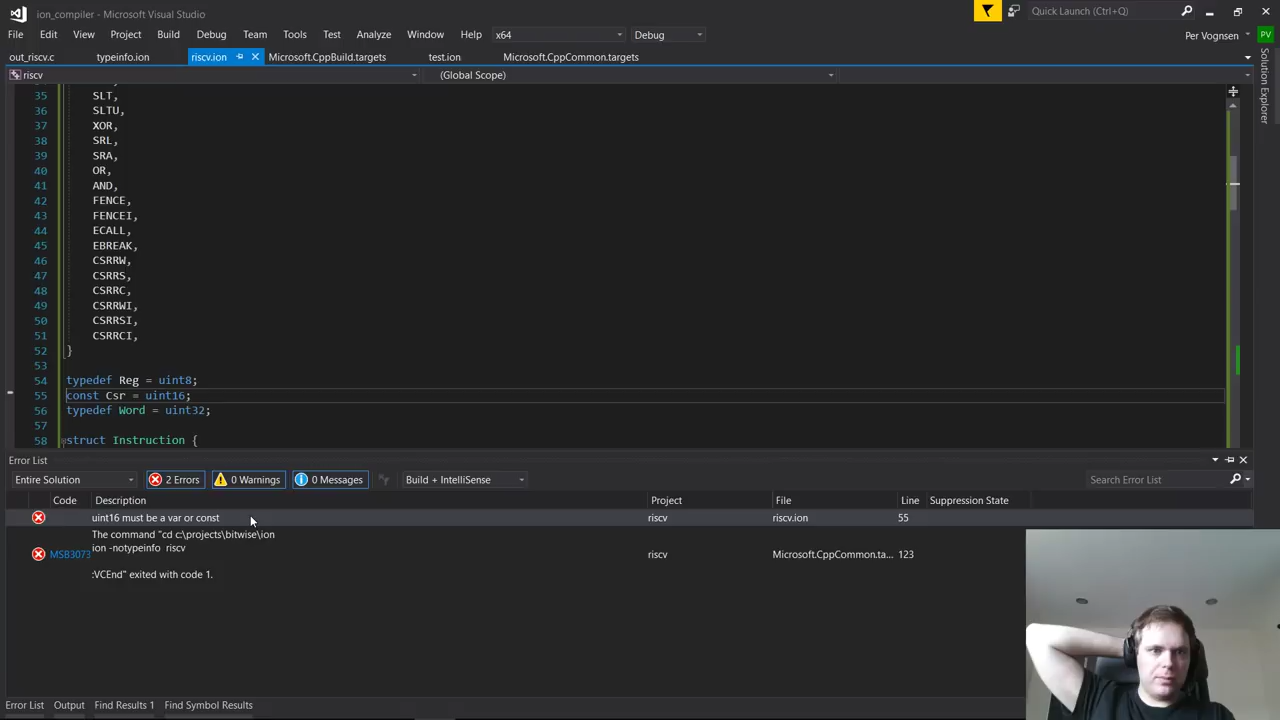 ion_compiler - Microsoft Visual Studio
Quick Launch (Ctrl+Q)
File Edit View Project Build Debug Team Tools Test Analyze Window Help x64 Debug
Per Vognsen PV
out_riscv.c typeinfo.ion riscv.ion Microsoft.CppBuild.targets test.ion Microsoft.CppCommon.targets
riscv (Global Scope)
Solution Explorer
35 SLT,
36 SLTU,
37 XOR,
38 SRL,
39 SRA,
40 OR,
41 AND,
42 FENCE,
43 FENCEI,
44 ECALL,
45 EBREAK,
46 CSRRW,
47 CSRRS,
48 CSRRC,
49 CSRRWI,
50 CSRRSI,
51 CSRRCI,
52 }
53
54 typedef Reg = uint8;
55 const Csr = uint16;
56 typedef Word = uint32;
57
58 struct Instruction {
Error List
Entire Solution 2 Errors 0 Warnings 0 Messages Build + IntelliSense Search Error List
Code Description Project File Line Suppression State
uint16 must be a var or const riscv riscv.ion 55
The command "cd c:\projects\bitwise\ion
ion -notypeinfo riscv
MSB3073 riscv Microsoft.CppCommon.ta... 123
:VCEnd" exited with code 1.
Error List Output Find Results 1 Find Symbol Results